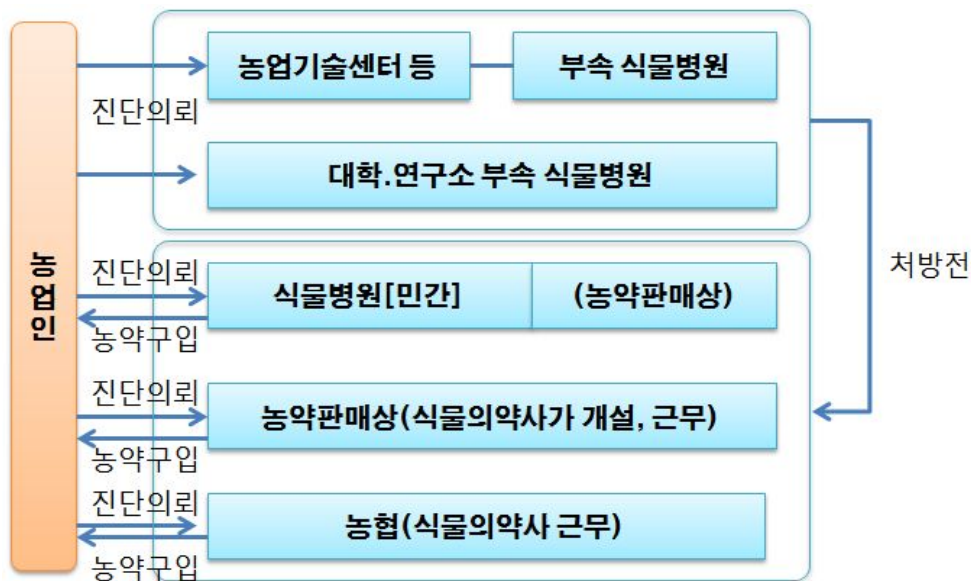 농업기술센터 등
부속 식물병원
진단의뢰
대학.연구소 부속 식물병원
농업인
처방전
진단의뢰
식물병원[민간]
(농약판매상)
농약구입
진단의뢰
농약판매상(식물의약사가 개설, 근무)
농약구입
진단의뢰
농협(식물의약사 근무)
농약구입